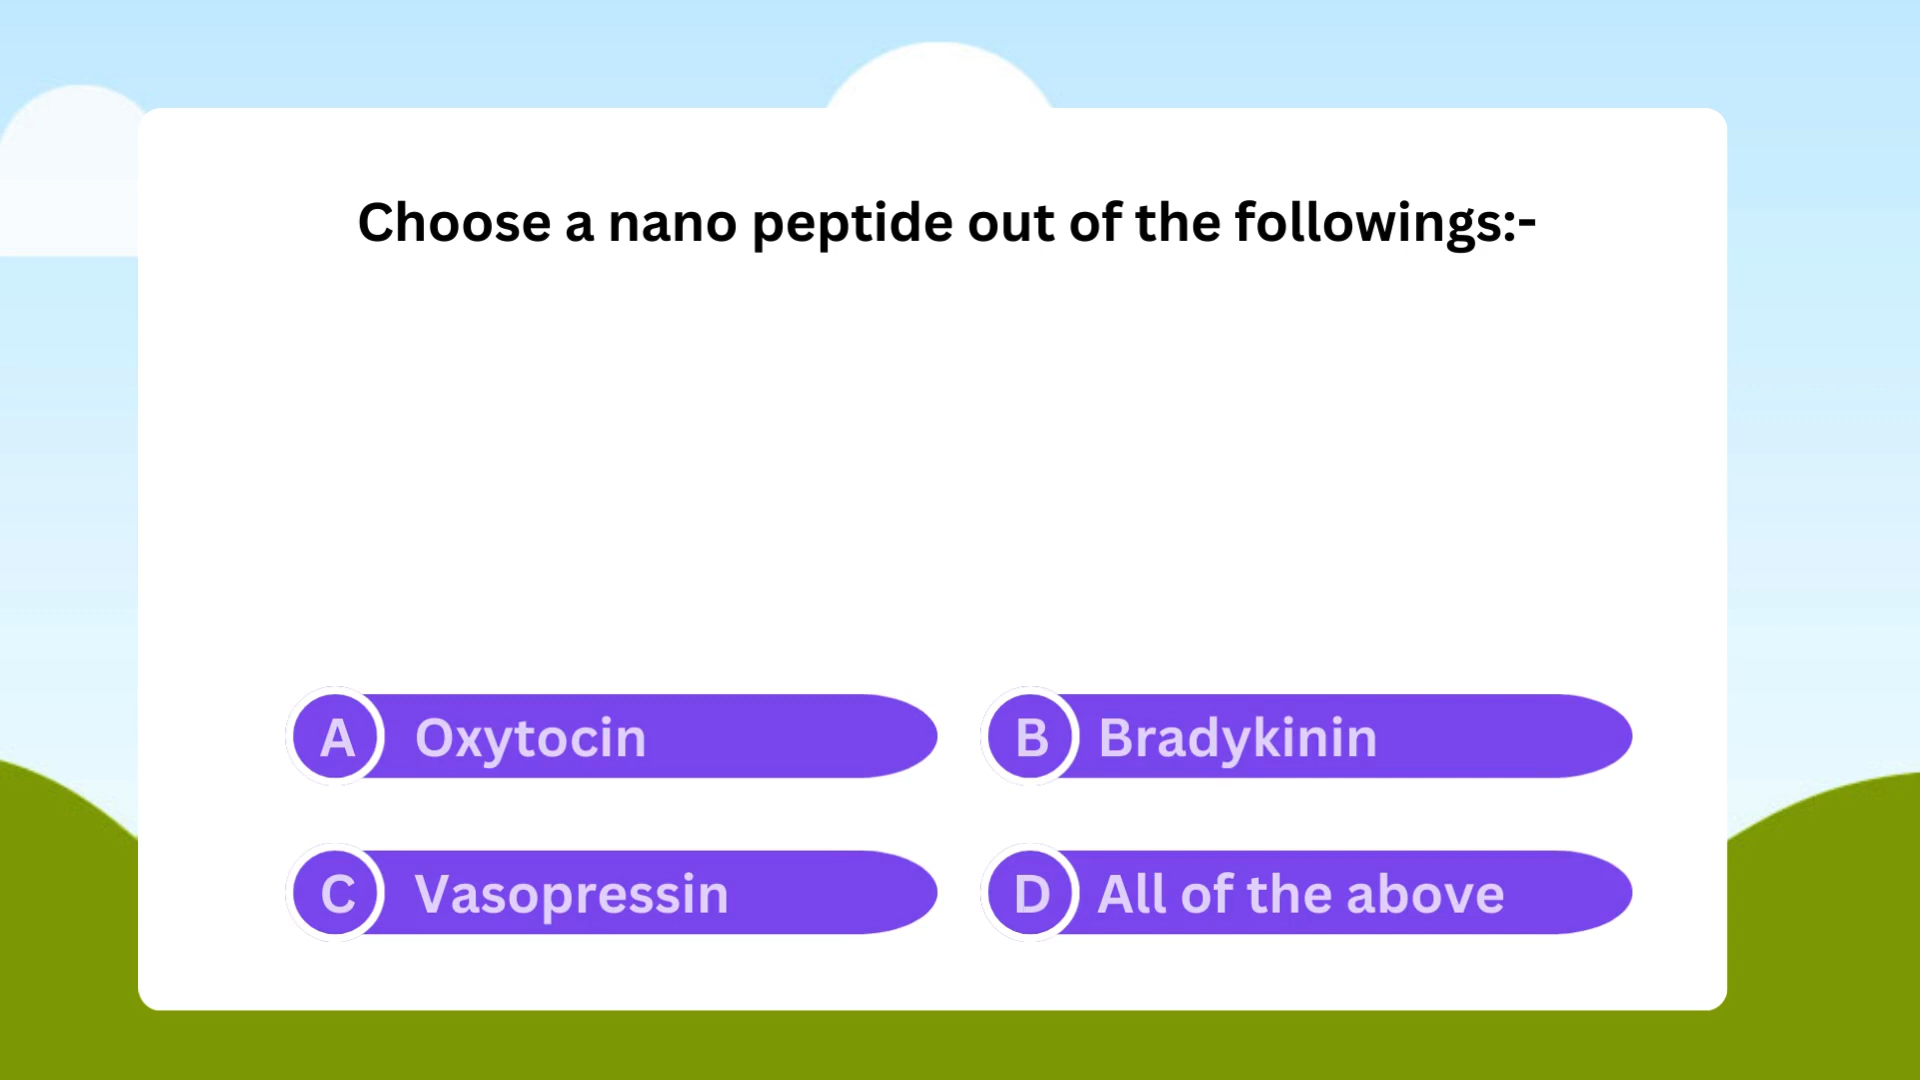 Choose a nano peptide out of the followings:-
A Oxytocin
B Bradykinin
C Vasopressin
D All of the above